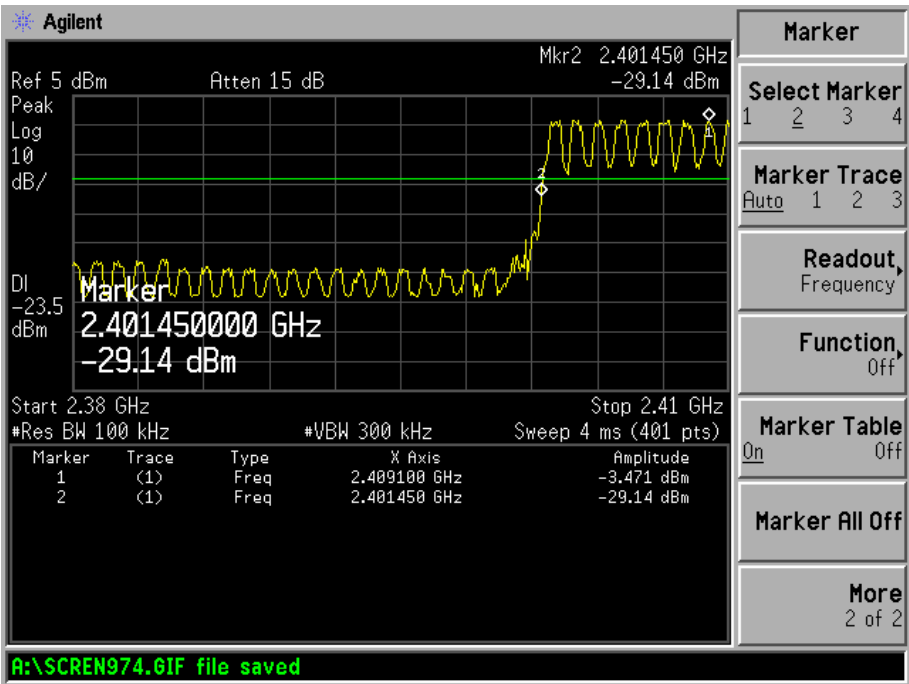 Agilent
Marker
Mkr2 2.401450 GHz
Ref 5 dBm Atten 15 dB -29.14 dBm
Peak
Log
10
dB/
1
2
DI
-23.5
dBm
Marker
2.401450000 GHz
-29.14 dBm
Start 2.38 GHz Stop 2.41 GHz
#Res BW 100 kHz #VBW 300 kHz Sweep 4 ms (401 pts)
Marker Trace Type X Axis Amplitude
1 (1) Freq 2.409100 GHz -3.471 dBm
2 (1) Freq 2.401450 GHz -29.14 dBm
Select Marker
1 2 3 4
Marker Trace
Auto 1 2 3
Readout
Frequency
Function
Off
Marker Table
On Off
Marker All Off
More
2 of 2
A:\SCREN974.GIF file saved